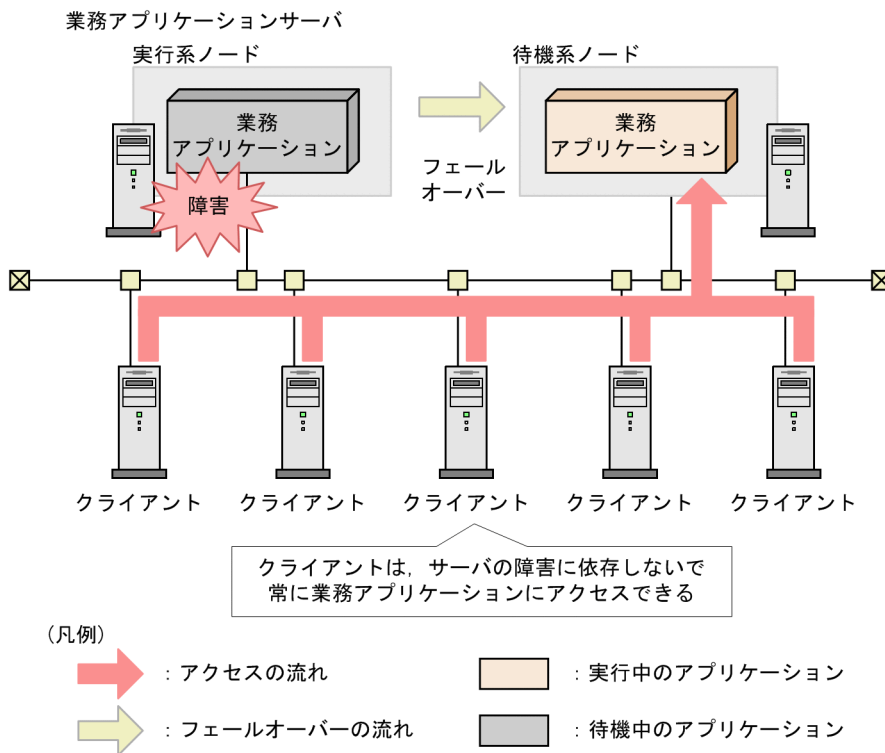 業務アプリケーションサーバ
実行系ノード
待機系ノード
業務
アプリケーション
業務
アプリケーション
フェール
オーバー
障害
クライアント
クライアント
クライアント
クライアント
クライアント
クライアントは，サーバの障害に依存しないで
常に業務アプリケーションにアクセスできる
(凡例)
：アクセスの流れ
：実行中のアプリケーション
：フェールオーバーの流れ
：待機中のアプリケーション